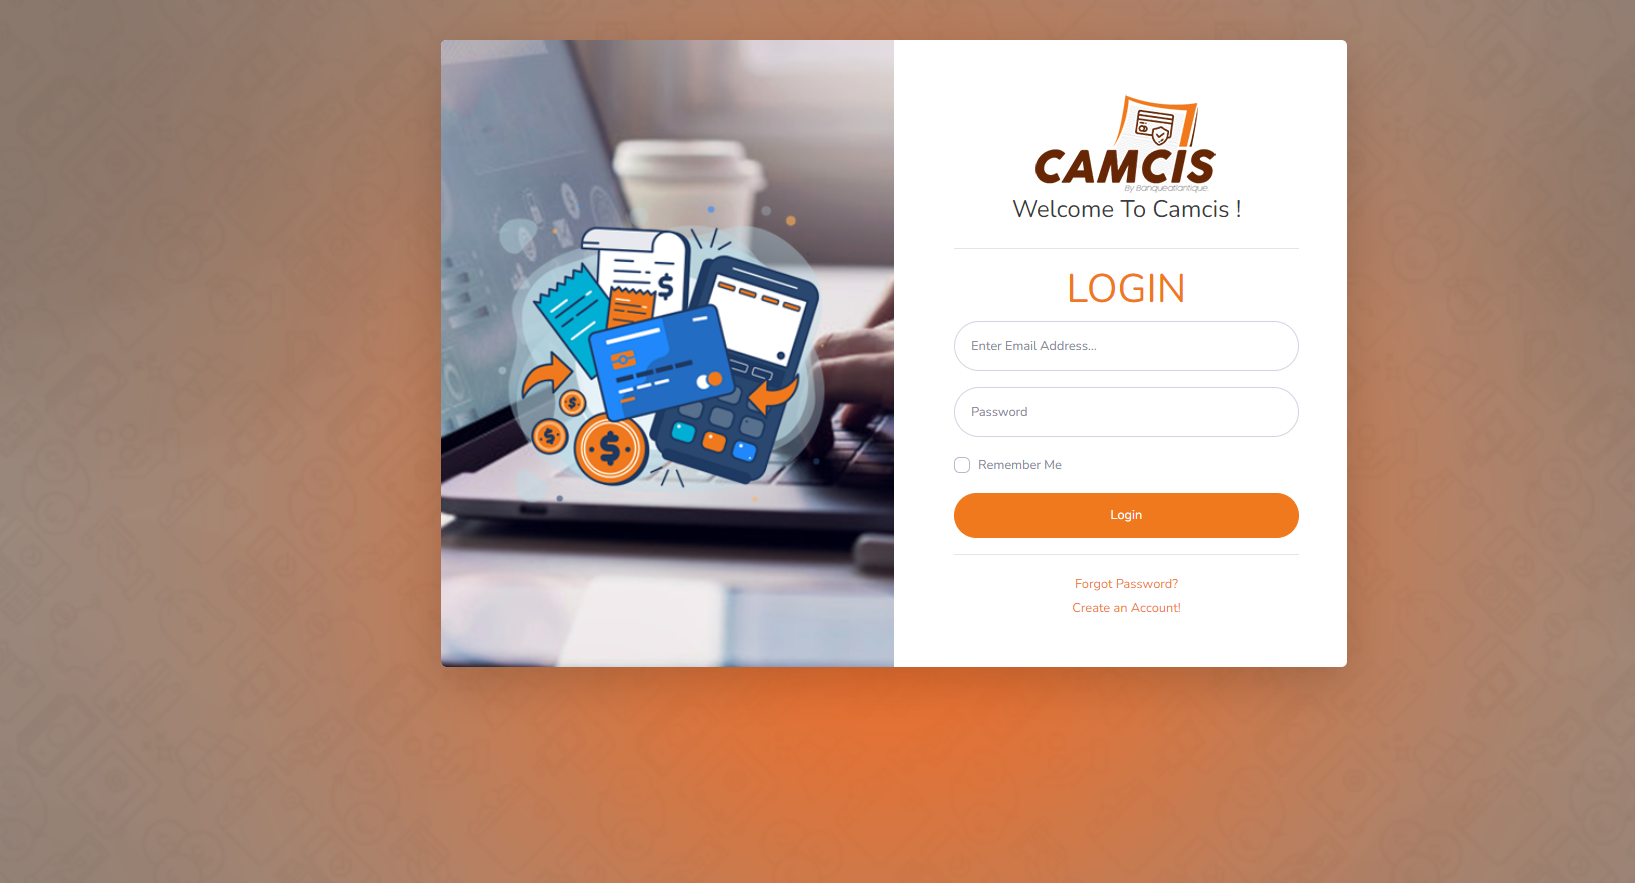 CAMCIS
By Banqueatlantique
Welcome To Camcis !
LOGIN
Enter Email Address...
Password
Remember Me
Login
Forgot Password?
Create an Account!